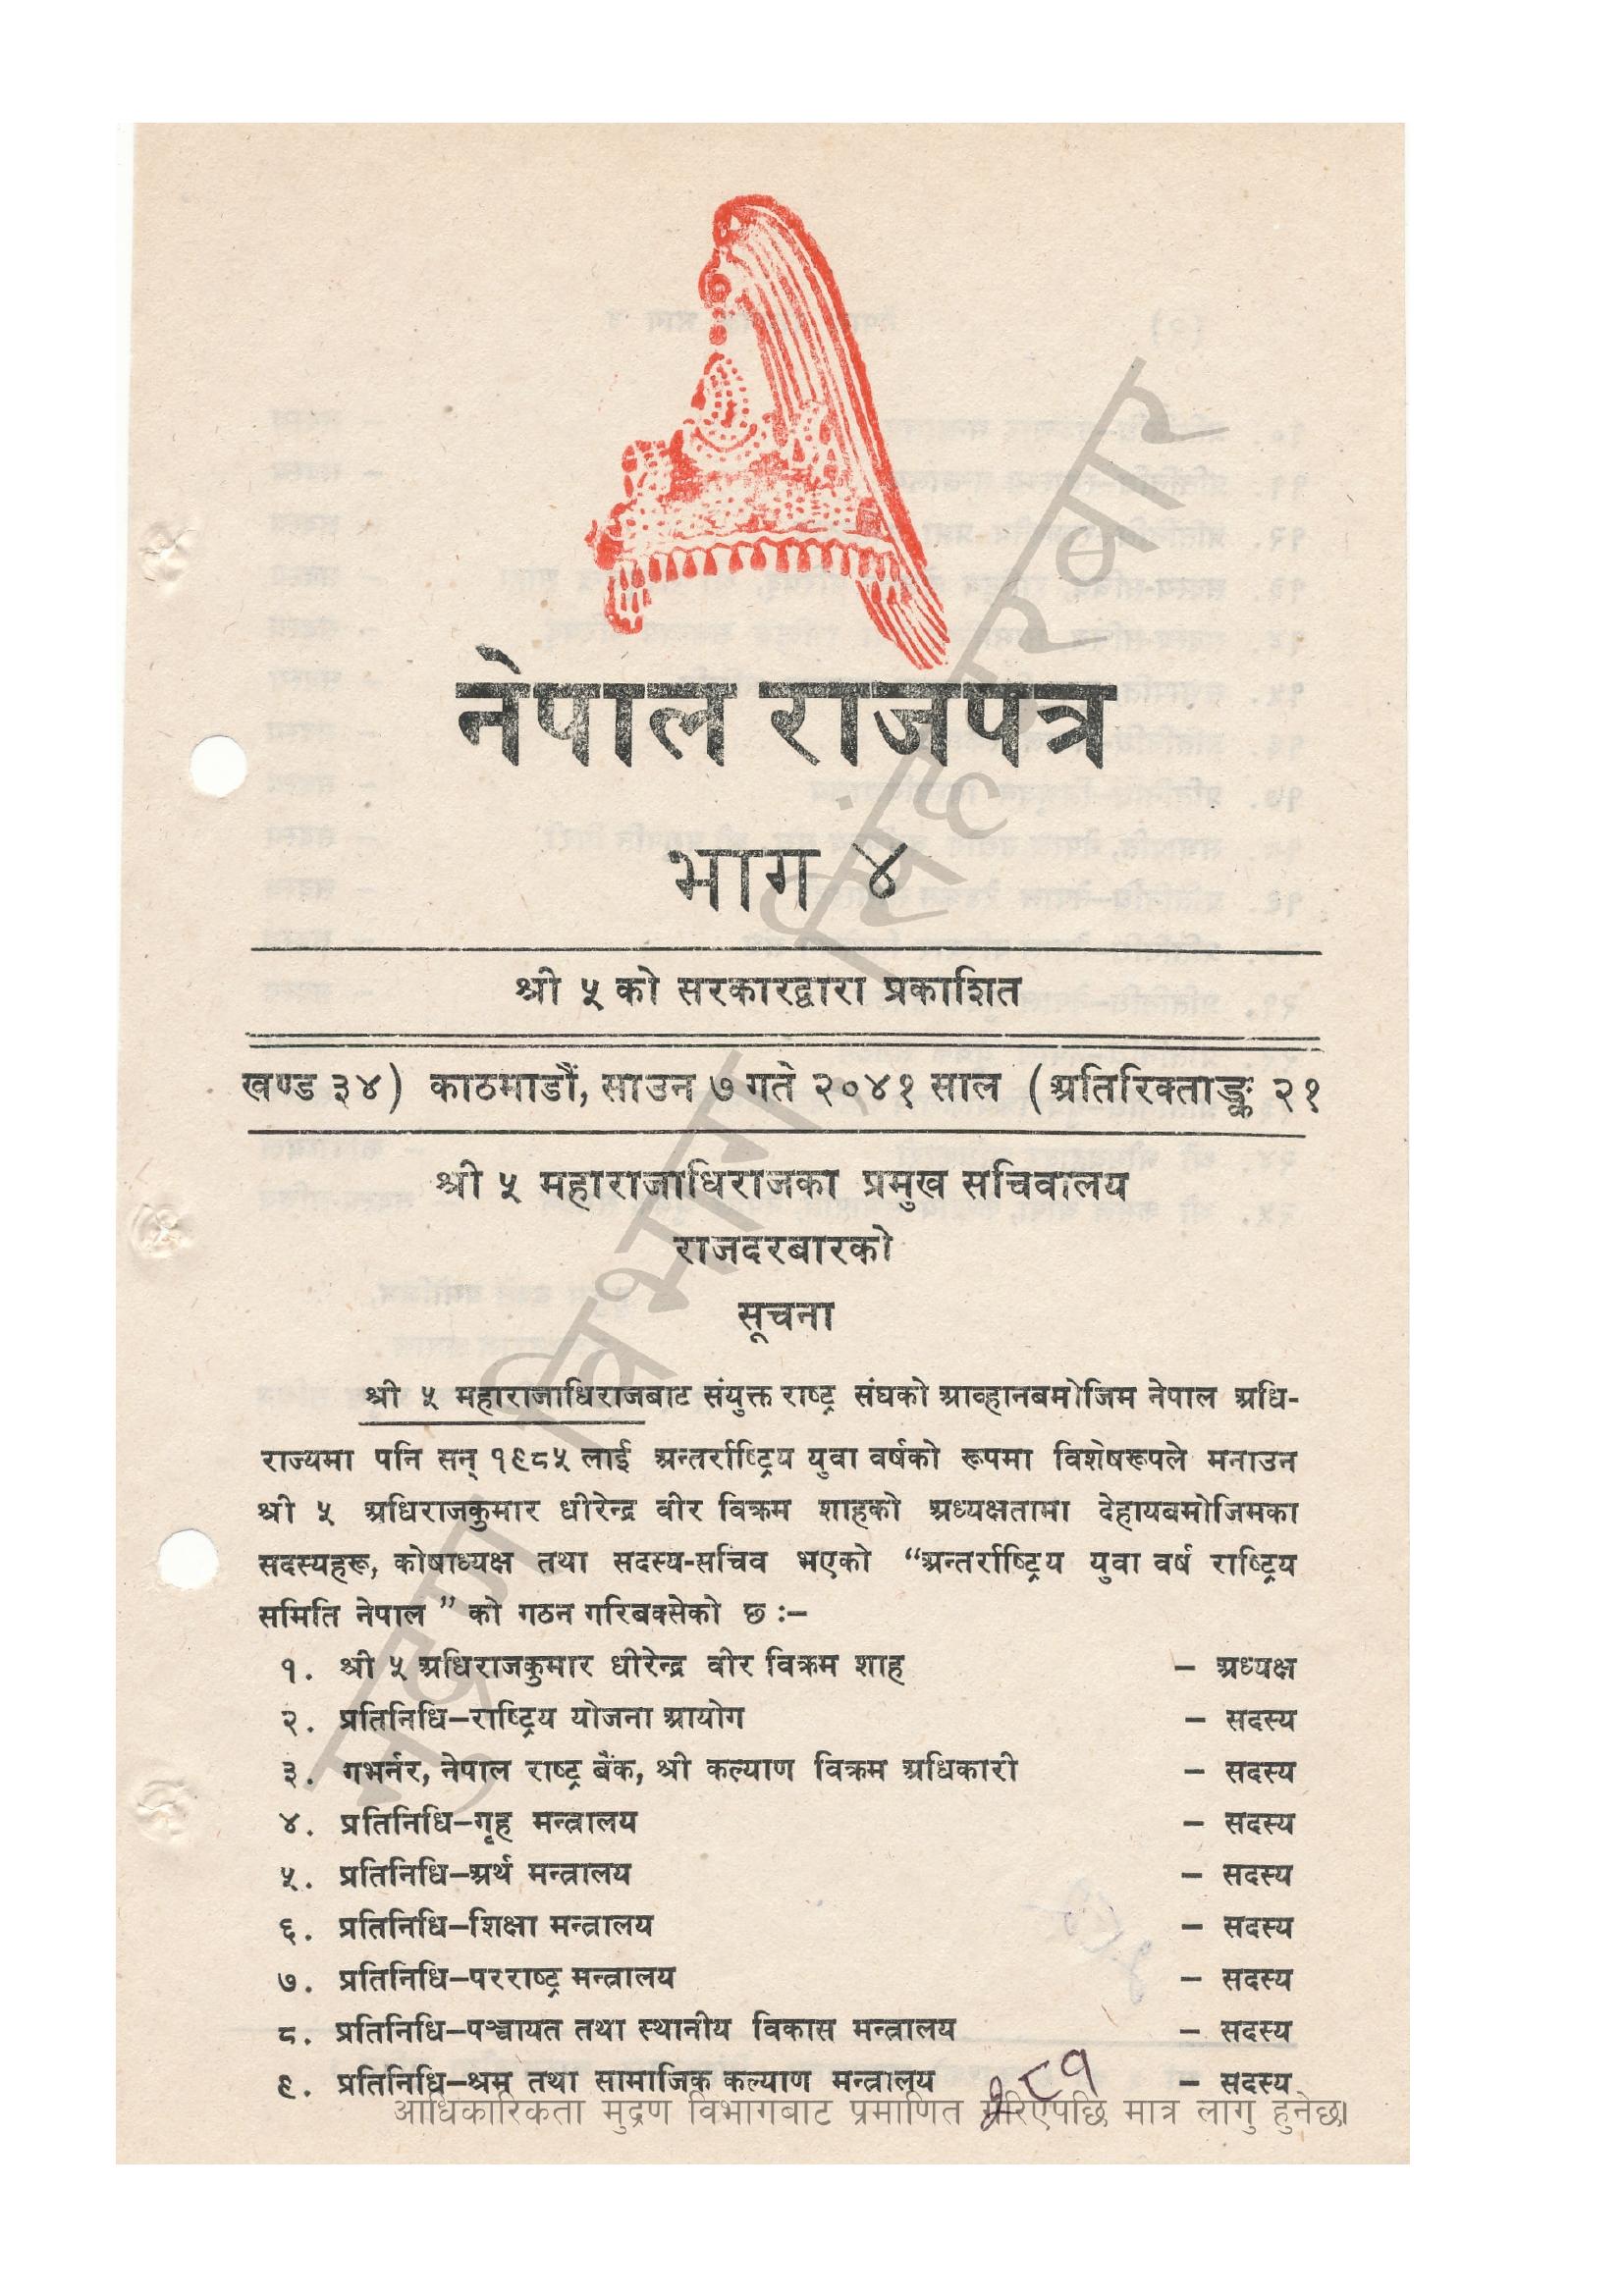 नेपाल राजपत्र
भाग ४
श्री ५ को सरकारद्वारा प्रकाशित
खण्ड ३४) काठमाडौं, साउन ७ गते २०४१ साल (अतिरिक्ताङ्क २१
श्री ५ महाराजाधिराजका प्रमुख सचिवालय
राजदरबारको
सूचना
श्री ५ महाराजाधिराजबाट संयुक्त राष्ट्र संघको आव्हानबमोजिम नेपाल अधि-
राज्यमा पनि सन् १९८५ लाई अन्तर्राष्ट्रिय युवा वर्षको रूपमा विशेषरूपले मनाउन
श्री ५ अधिराजकुमार धीरेन्द्र वीर विक्रम शाहको अध्यक्षतामा देहायबमोजिमका
सदस्यहरू, कोषाध्यक्ष तथा सदस्य-सचिव भएको “अन्तर्राष्ट्रिय युवा वर्ष राष्ट्रिय
समिति नेपाल ” को गठन गरिबक्सेको छ :–
१. श्री ५ अधिराजकुमार धीरेन्द्र वीर विक्रम शाह – अध्यक्ष
२. प्रतिनिधि–राष्ट्रिय योजना आयोग – सदस्य
३. गभर्नर, नेपाल राष्ट्र बैंक, श्री कल्याण विक्रम अधिकारी – सदस्य
४. प्रतिनिधि–गृह मन्त्रालय – सदस्य
५. प्रतिनिधि–अर्थ मन्त्रालय – सदस्य
६. प्रतिनिधि–शिक्षा मन्त्रालय – सदस्य
७. प्रतिनिधि–परराष्ट्र मन्त्रालय – सदस्य
८. प्रतिनिधि–पञ्चायत तथा स्थानीय विकास मन्त्रालय – सदस्य
९. प्रतिनिधि–श्रम तथा सामाजिक कल्याण मन्त्रालय – सदस्य
आधिकारिकता मुद्रण विभागबाट प्रमाणित गरिएपछि मात्र लागु हुनेछ।
मुद्रण विभाग, सिंहदरबार